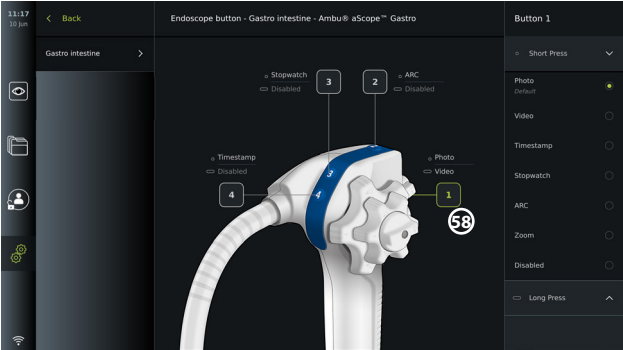 11:17
10 Jun
Back
Endoscope button - Gastro intestine - Ambu® aScope™ Gastro
Button 1
Gastro intestine
Short Press
Stopwatch
Disabled
3
2
ARC
Disabled
Photo
Default
Video
Timestamp
Stopwatch
ARC
Zoom
Disabled
Long Press
Timestamp
Disabled
4
Photo
Video
1
58
3
4